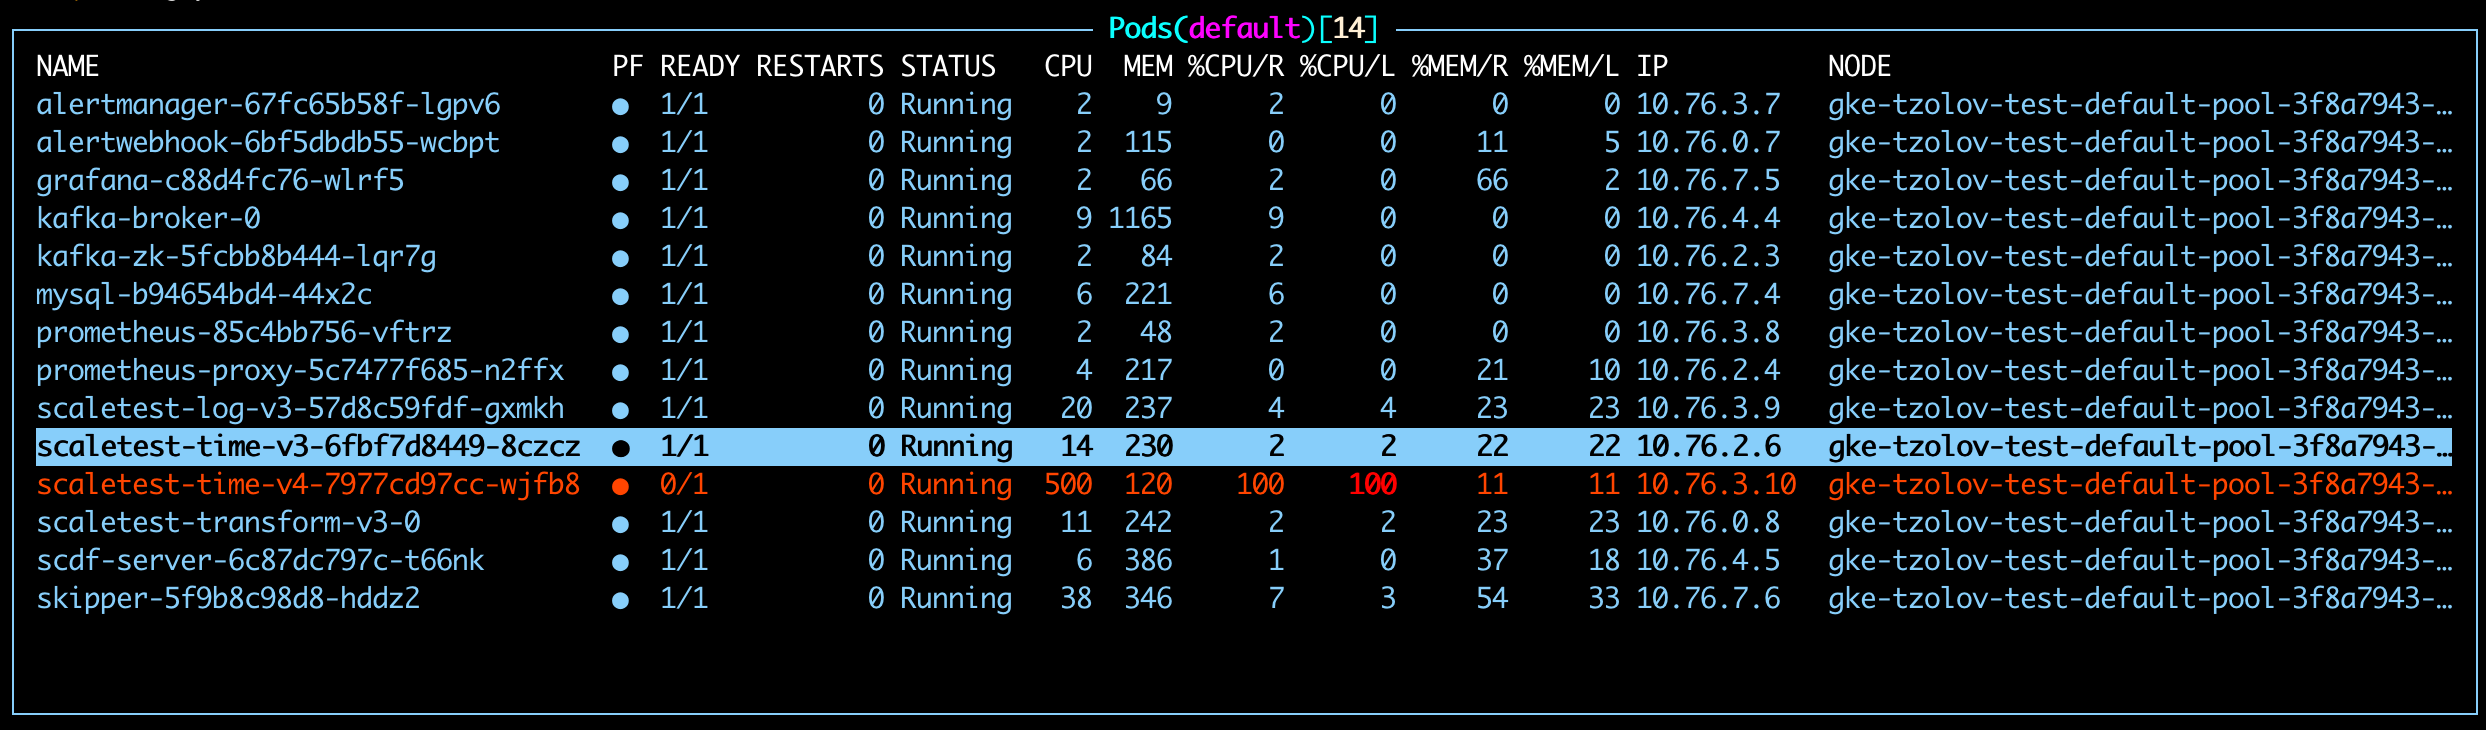 Pods(default)[14]
NAME PF READY RESTARTS STATUS CPU MEM %CPU/R %CPU/L %MEM/R %MEM/L IP NODE
alertmanager-67fc65b58f-lgpv6 ● 1/1 0 Running 2 9 2 0 0 0 10.76.3.7 gke-tzolov-test-default-pool-3f8a7943-…
alertwebhook-6bf5dbdb55-wcbpt ● 1/1 0 Running 2 115 0 0 11 5 10.76.0.7 gke-tzolov-test-default-pool-3f8a7943-…
grafana-c88d4fc76-wlrf5 ● 1/1 0 Running 2 66 2 0 66 2 10.76.7.5 gke-tzolov-test-default-pool-3f8a7943-…
kafka-broker-0 ● 1/1 0 Running 9 1165 9 0 0 0 10.76.4.4 gke-tzolov-test-default-pool-3f8a7943-…
kafka-zk-5fcbb8b444-lqr7g ● 1/1 0 Running 2 84 2 0 0 0 10.76.2.3 gke-tzolov-test-default-pool-3f8a7943-…
mysql-b94654bd4-44x2c ● 1/1 0 Running 6 221 6 0 0 0 10.76.7.4 gke-tzolov-test-default-pool-3f8a7943-…
prometheus-85c4bb756-vftrz ● 1/1 0 Running 2 48 2 0 0 0 10.76.3.8 gke-tzolov-test-default-pool-3f8a7943-…
prometheus-proxy-5c7477f685-n2ffx ● 1/1 0 Running 4 217 0 0 21 10 10.76.2.4 gke-tzolov-test-default-pool-3f8a7943-…
scaletest-log-v3-57d8c59fdf-gxmkh ● 1/1 0 Running 20 237 4 4 23 23 10.76.3.9 gke-tzolov-test-default-pool-3f8a7943-…
scaletest-time-v3-6fbf7d8449-8czcz ● 1/1 0 Running 14 230 2 2 22 22 10.76.2.6 gke-tzolov-test-default-pool-3f8a7943-…
scaletest-time-v4-7977cd97cc-wjfb8 ● 0/1 0 Running 500 120 100 100 11 11 10.76.3.10 gke-tzolov-test-default-pool-3f8a7943-…
scaletest-transform-v3-0 ● 1/1 0 Running 11 242 2 2 23 23 10.76.0.8 gke-tzolov-test-default-pool-3f8a7943-…
scdf-server-6c87dc797c-t66nk ● 1/1 0 Running 6 386 1 0 37 18 10.76.4.5 gke-tzolov-test-default-pool-3f8a7943-…
skipper-5f9b8c98d8-hddz2 ● 1/1 0 Running 38 346 7 3 54 33 10.76.7.6 gke-tzolov-test-default-pool-3f8a7943-…